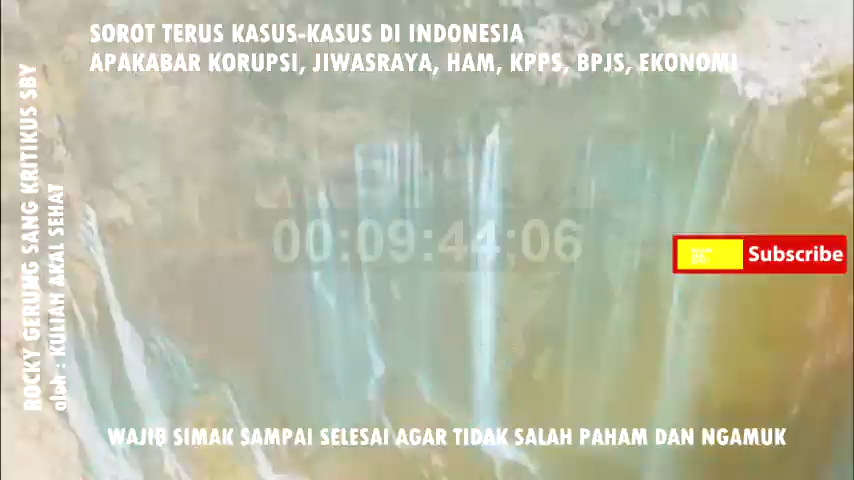 SOROT TERUS KASUS-KASUS DI INDONESIA
APAKABAR KORUPSI, JIWASRAYA, HAM, KPPS, BPJS, EKONOMI
ROCKY GERUNG SANG KRITIKUS SBY
oleh : KULIAH AKAL SEHAT
00:09:44:06
Subscribe
WAJIB SIMAK SAMPAI SELESAI AGAR TIDAK SALAH PAHAM DAN NGAMUK